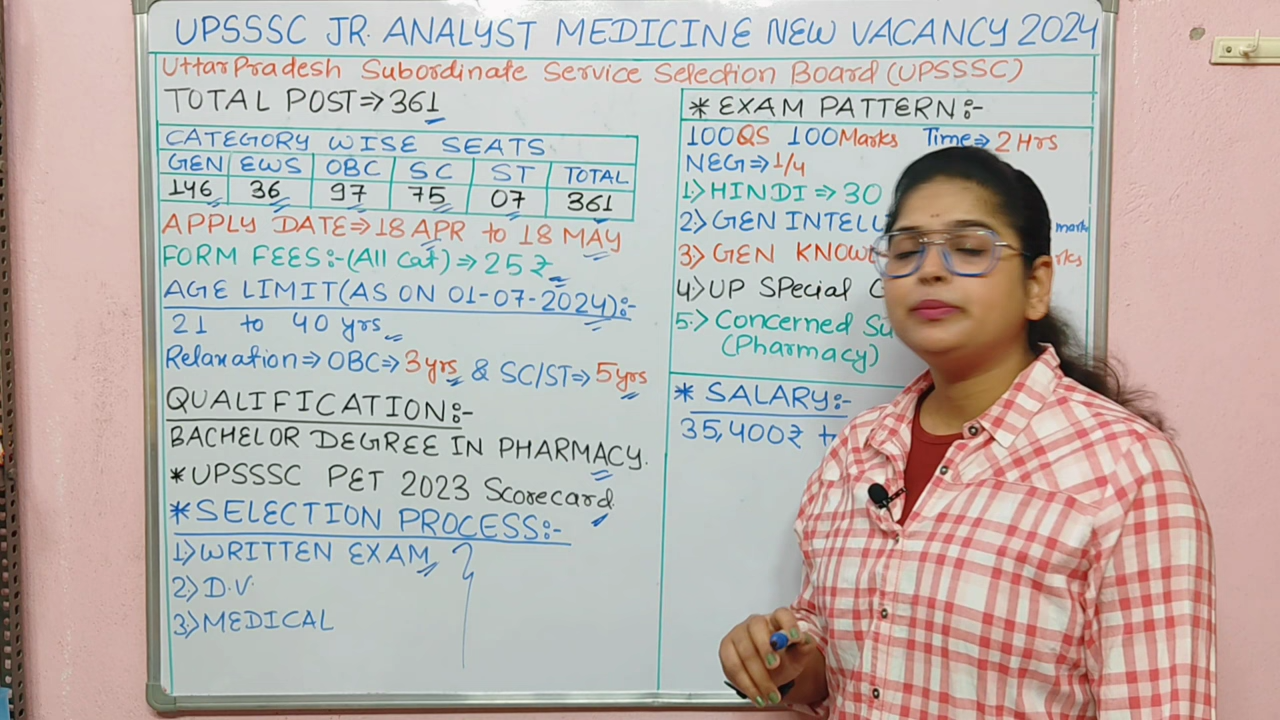 UPSSSC JR. ANALYST MEDICINE NEW VACANCY 2024
Uttar Pradesh Subordinate Service Selection Board (UPSSSC)
TOTAL POST⇒361
CATEGORY WISE SEATS
GEN EWS OBC SC ST TOTAL
146 36 97 75 07 361
APPLY DATE⇒18 APR to 18 MAY
FORM FEES:-(All Cat)⇒25₹
AGE LIMIT(AS ON 01-07-2024):-
21 to 40 yrs
Relaxation⇒OBC⇒3yrs & SC/ST⇒5yrs
QUALIFICATION:-
BACHELOR DEGREE IN PHARMACY.
*UPSSSC PET 2023 Scorecard
*SELECTION PROCESS:-
1>WRITTEN EXAM
2>D.V.
3>MEDICAL
* EXAM PATTERN:-
100QS 100Marks Time⇒2Hrs
NEG⇒1/4
1>HINDI⇒30
2>GEN
3>GEN
4>UP SPecial
5>Concerned
(Pharmacy)
* SALARY:-
35,400₹